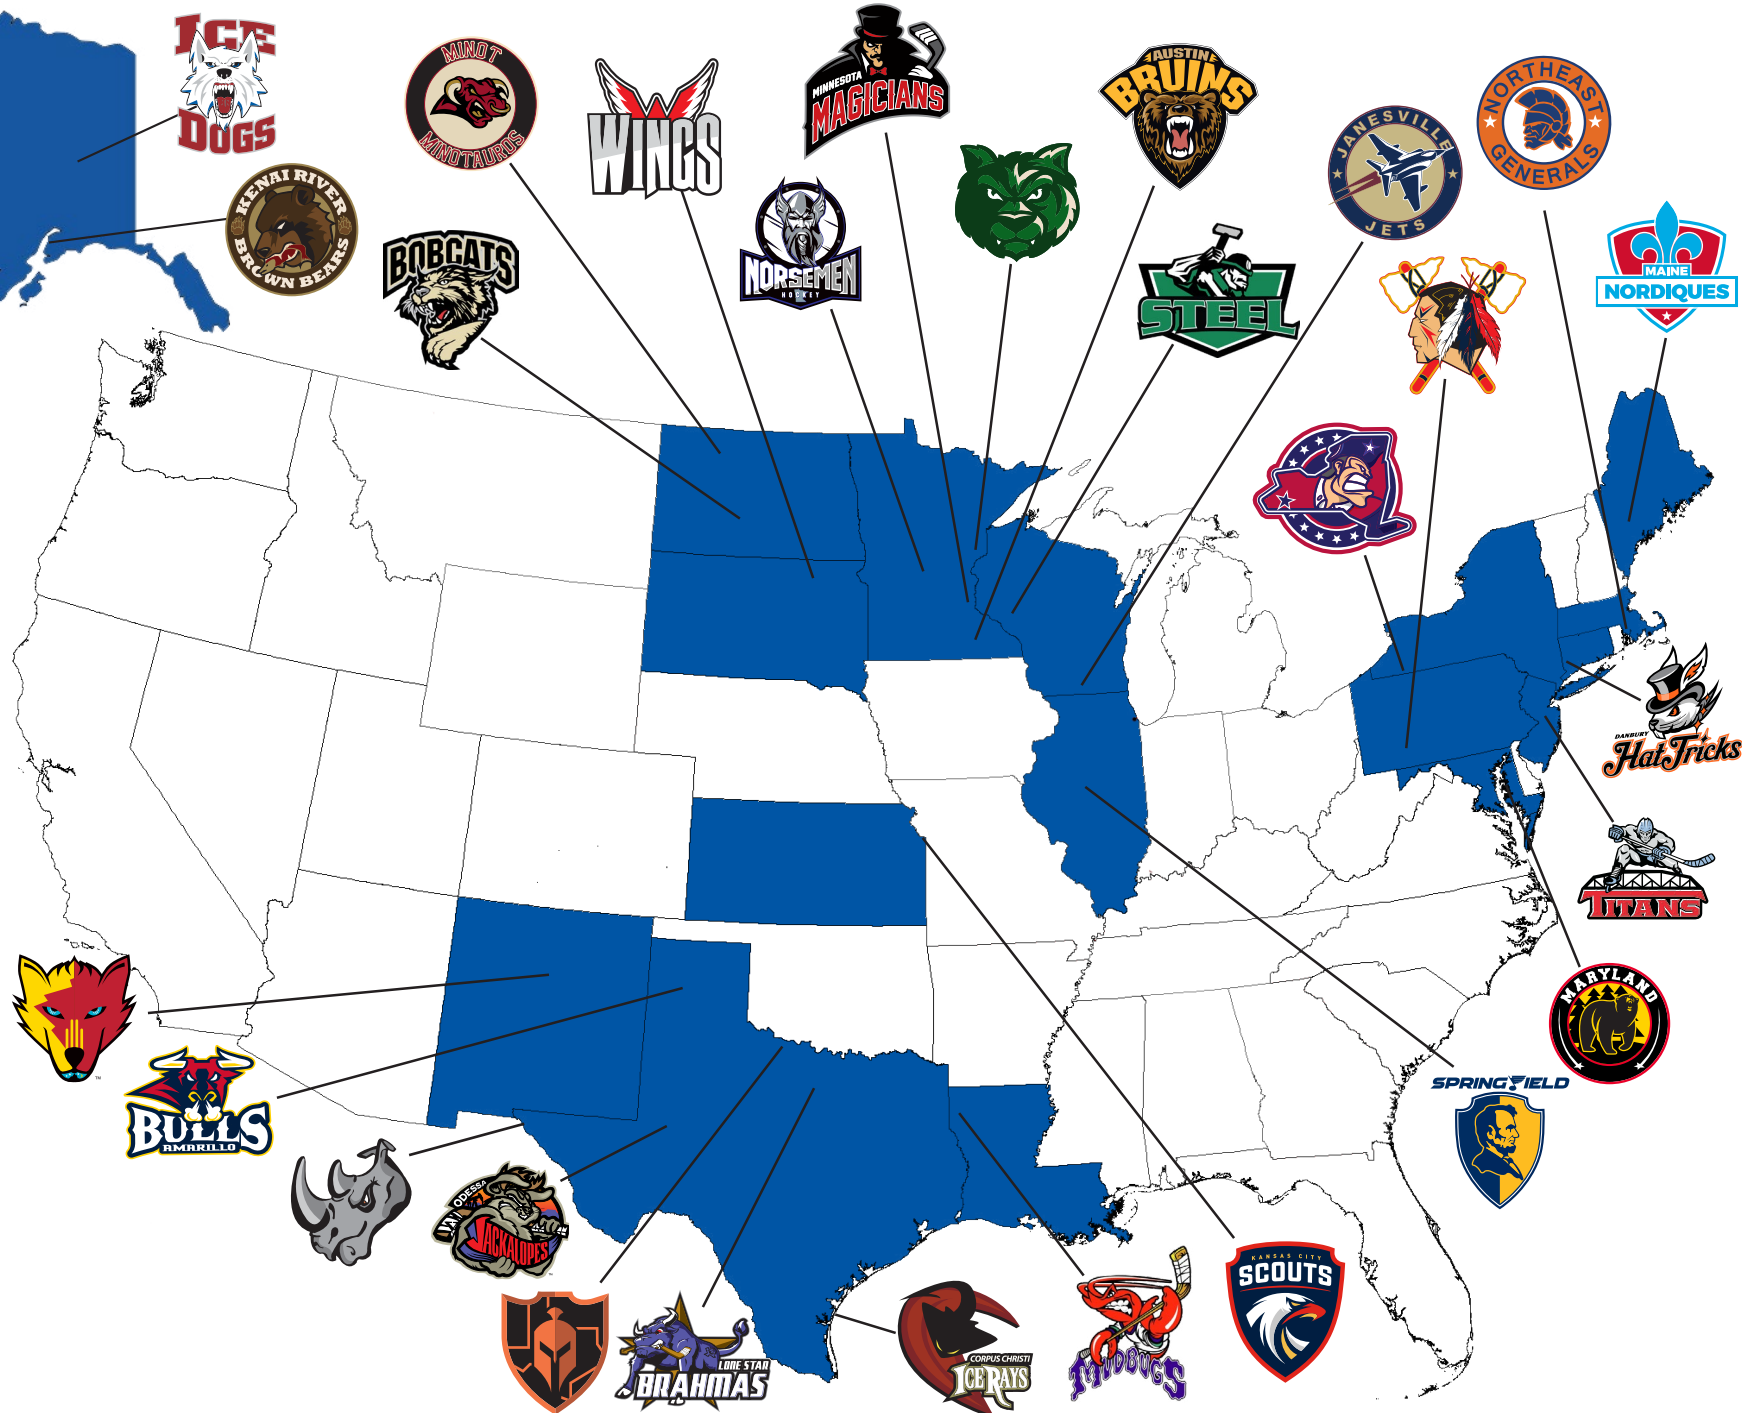 ICE
DOGS
KENAI RIVER
BROWN BEARS
MINOT
MINOTAUROS
BOBCATS
WINGS
MINNESOTA
MAGICIANS
NORSEMEN
HOCKEY
AUSTIN
BRUINS
STEEL
JANESVILLE
JETS
NORTHEAST
GENERALS
MAINE
NORDIQUES
DANBURY
Hat Tricks
TITANS
MARYLAND
SPRINGFIELD
BULLS
AMARILLO
ODESSA
JACKALOPES
LONE STAR
BRAHMAS
CORPUS CHRISTI
ICERAYS
MUDBUGS
KANSAS CITY
SCOUTS